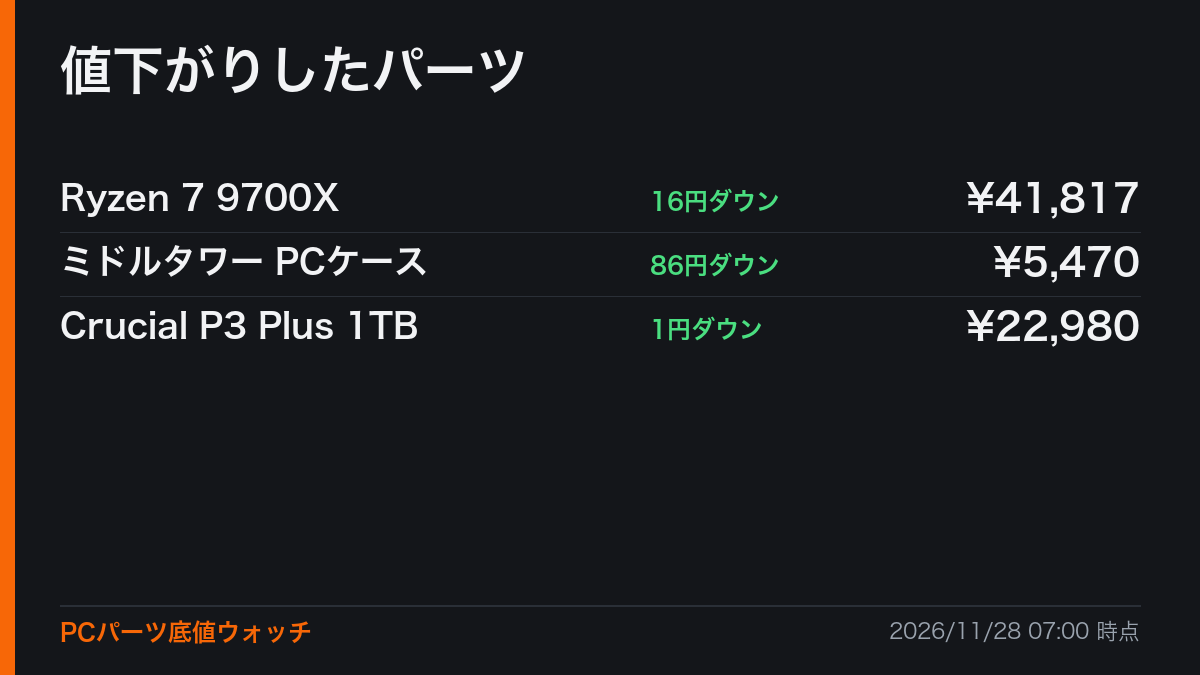 値下がりしたパーツ
Ryzen 7 9700X 16円ダウン ¥41,817
ミドルタワー PCケース 86円ダウン ¥5,470
Crucial P3 Plus 1TB 1円ダウン ¥22,980
PCパーツ底値ウォッチ 2026/11/28 07:00 時点